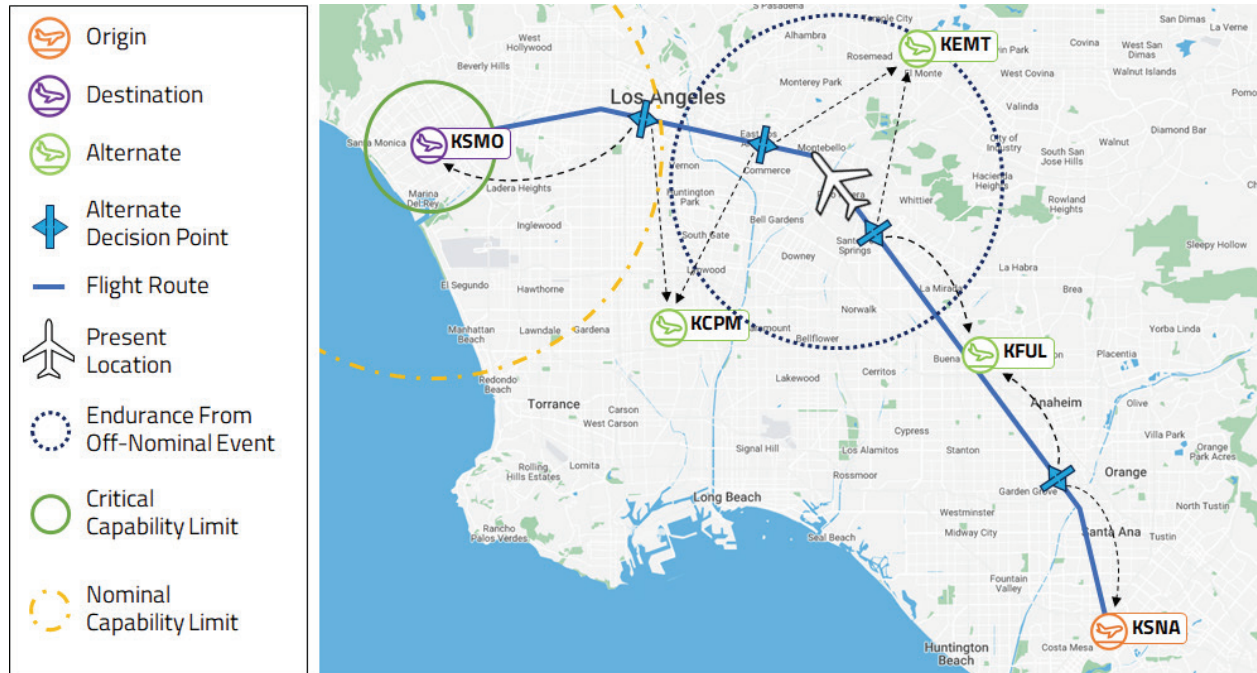 Origin
Destination
Alternate
Alternate
Decision Point
Flight Route
Present
Location
Endurance From
Off-Nominal Event
Critical
Capability Limit
Nominal
Capability Limit
S Pasadena
Temple City
San Dimas
La Verne
West
Hollywood
Alhambra
KEMT
Covina
West San
Dimas
Rosemead
Beverly Hills
Monterey Park
El Monte
West Covina
Walnut Islands
Los Angeles
Valinda
Diamond Bar
Santa Monica
KSMO
East Los
Montebello
City of
Industry
South San
Jose Hills
Walnut
Vernon
Commerce
Hacienda
Heights
Marina
Del Rey
Ladera Heights
Huntington
Park
Whittier
Rowland
Heights
Inglewood
Bell Gardens
South Gate
Springs
Sleepy Hollow
Downey
La Habra
Lynwood
El Segundo
Hawthorne
La Mirada
Brea
KCPM
Norwalk
Manhattan
Beach
Lawndale
Gardena
Bellflower
Yorba Linda
Buena
KFUL
Placentia
Redondo
Beach
Lakewood
Cerritos
Torrance
Carson
Anaheim
Olive
West Carson
Cypress
Villa Park
Signal Hill
Los Alamitos
Stanton
Orange
Park Acres
Rolling
Hills Estates
Lomita
Rossmoor
Orange
Long Beach
Garden Grove
North Tustin
Rancho
Palos Verdes
Westminster
Seal Beach
Midway City
Santa Ana
Tustin
Fountain
Valley
KSNA
Huntington
Beach
Costa Mesa